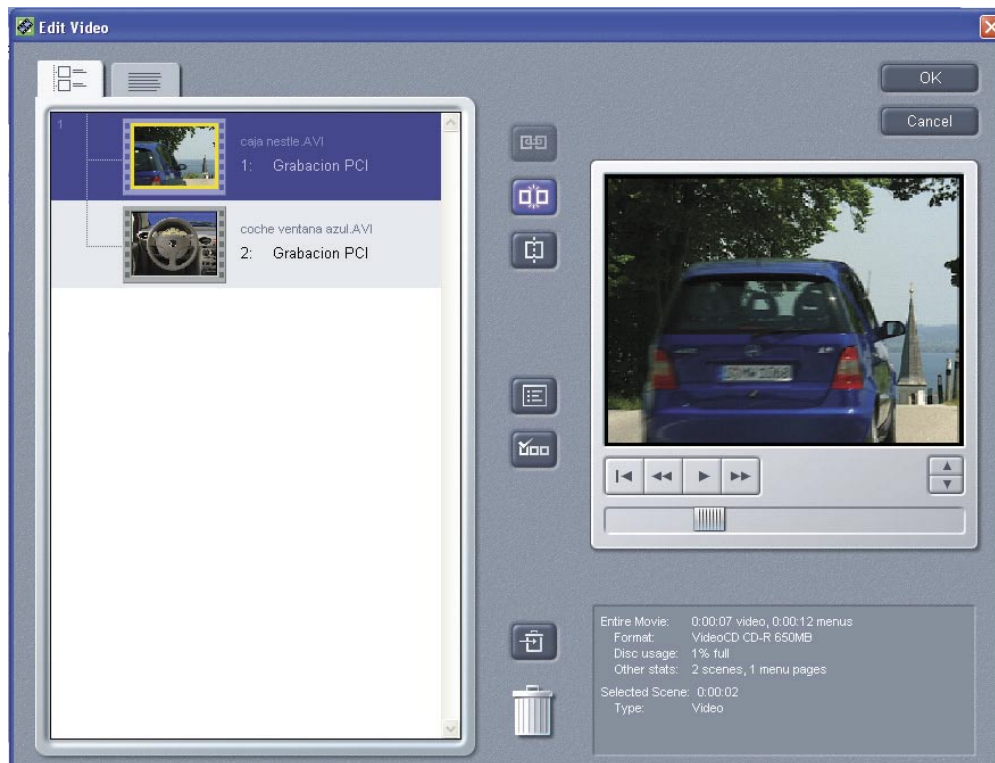 Edit Video
OK
Cancel
1
caja nestle.AVI
1: Grabacion PCI
coche ventana azul.AVI
2: Grabacion PCI
Entire Movie: 0:00:07 video, 0:00:12 menus
Format: VideoCD CD-R 650MB
Disc usage: 1% full
Other stats: 2 scenes, 1 menu pages
Selected Scene: 0:00:02
Type: Video